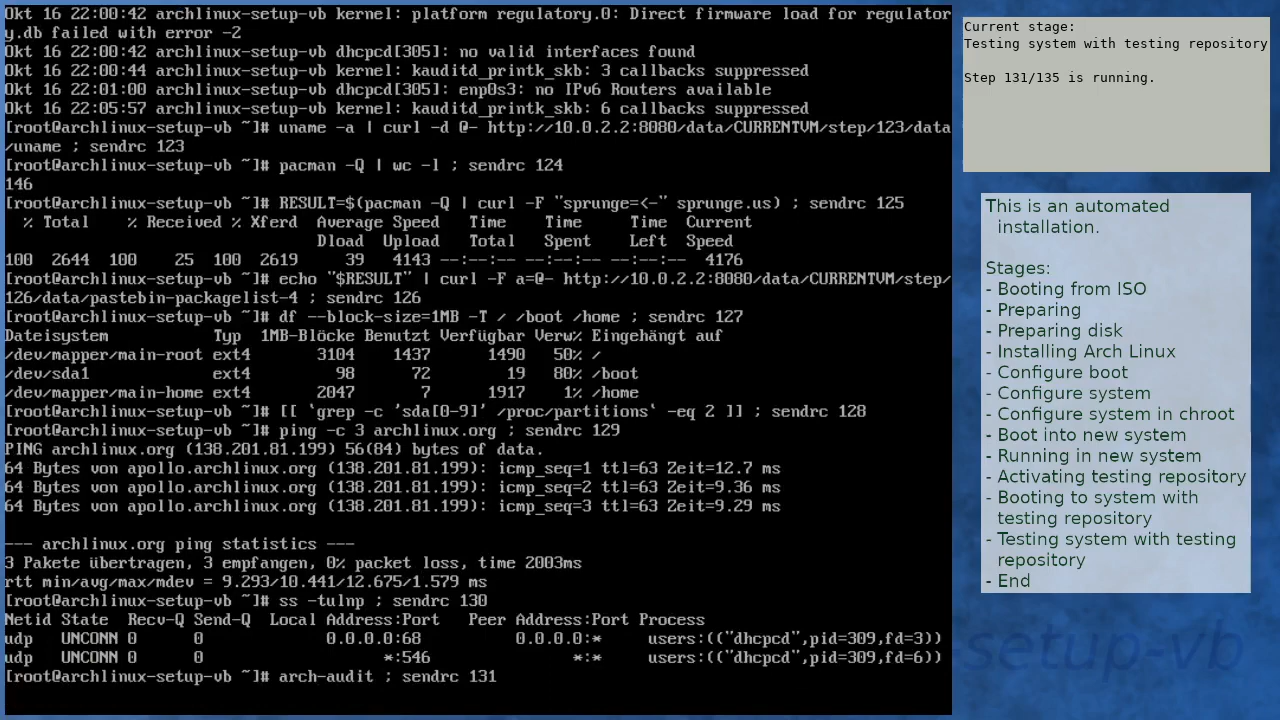 Okt 16 22:00:42 archlinux-setup-vb kernel: platform regulatory.0: Direct firmware load for regulator
y.db failed with error -2
Okt 16 22:00:42 archlinux-setup-vb dhcpcd[305]: no valid interfaces found
Okt 16 22:00:44 archlinux-setup-vb kernel: kauditd_printk_skb: 3 callbacks suppressed
Okt 16 22:01:00 archlinux-setup-vb dhcpcd[305]: enp0s3: no IPv6 Routers available
Okt 16 22:05:57 archlinux-setup-vb kernel: kauditd_printk_skb: 6 callbacks suppressed
[root@archlinux-setup-vb ~]# uname -a | curl -d @- http://10.0.2.2:8080/data/CURRENTVM/step/123/data
/uname ; sendrc 123
[root@archlinux-setup-vb ~]# pacman -Q | wc -l ; sendrc 124
146
[root@archlinux-setup-vb ~]# RESULT=$(pacman -Q | curl -F "sprunge=<-" sprunge.us) ; sendrc 125
% Total    % Received % Xferd  Average Speed   Time    Time     Time  Current
Dload  Upload   Total   Spent    Left  Speed
100  2644  100    25  100  2619     39   4143 --:--:-- --:--:-- --:--:--  4176
[root@archlinux-setup-vb ~]# echo "$RESULT" | curl -F a=@- http://10.0.2.2:8080/data/CURRENTVM/step/
126/data/pastebin-packagelist-4 ; sendrc 126
[root@archlinux-setup-vb ~]# df --block-size=1MB -T / /boot /home ; sendrc 127
Dateisystem           Typ  1MB-Blöcke Benutzt Verfügbar Verw% Eingehängt auf
/dev/mapper/main-root ext4       3104    1437      1490   50% /
/dev/sda1             ext4         98      72        19   80% /boot
/dev/mapper/main-home ext4       2047       7      1917    1% /home
[root@archlinux-setup-vb ~]# [[ `grep -c 'sda[0-9]' /proc/partitions` -eq 2 ]] ; sendrc 128
[root@archlinux-setup-vb ~]# ping -c 3 archlinux.org ; sendrc 129
PING archlinux.org (138.201.81.199) 56(84) bytes of data.
64 Bytes von apollo.archlinux.org (138.201.81.199): icmp_seq=1 ttl=63 Zeit=12.7 ms
64 Bytes von apollo.archlinux.org (138.201.81.199): icmp_seq=2 ttl=63 Zeit=9.36 ms
64 Bytes von apollo.archlinux.org (138.201.81.199): icmp_seq=3 ttl=63 Zeit=9.29 ms
--- archlinux.org ping statistics ---
3 Pakete übertragen, 3 empfangen, 0% packet loss, time 2003ms
rtt min/avg/max/mdev = 9.293/10.441/12.675/1.579 ms
[root@archlinux-setup-vb ~]# ss -tulnp ; sendrc 130
Netid State  Recv-Q Send-Q  Local Address:Port   Peer Address:Port Process
udp   UNCONN 0      0             0.0.0.0:68          0.0.0.0:*     users:(("dhcpcd",pid=309,fd=3))
udp   UNCONN 0      0                   *:546               *:*     users:(("dhcpcd",pid=309,fd=6))
[root@archlinux-setup-vb ~]# arch-audit ; sendrc 131
Current stage:
Testing system with testing repository
Step 131/135 is running.
This is an automated
installation.
Stages:
- Booting from ISO
- Preparing
- Preparing disk
- Installing Arch Linux
- Configure boot
- Configure system
- Configure system in chroot
- Boot into new system
- Running in new system
- Activating testing repository
- Booting to system with
testing repository
- Testing system with testing
repository
- End
setup-vb